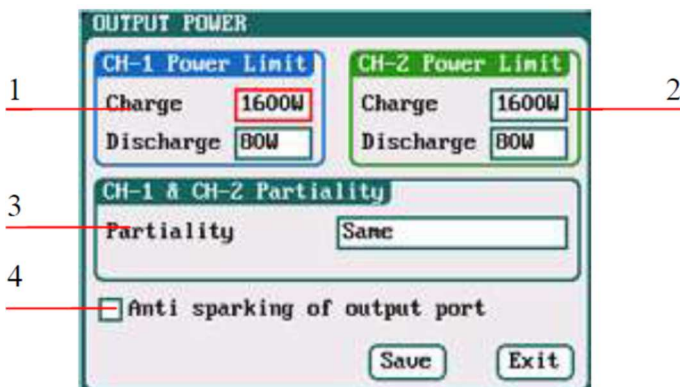 OUTPUT POWER
CH-1 Power Limit CH-2 Power Limit
1 Charge 1600W Charge 1600W 2
Discharge 80W Discharge 80W
CH-1 & CH-2 Partiality
3 Partiality Same
4 Anti sparking of output port
Save Exit